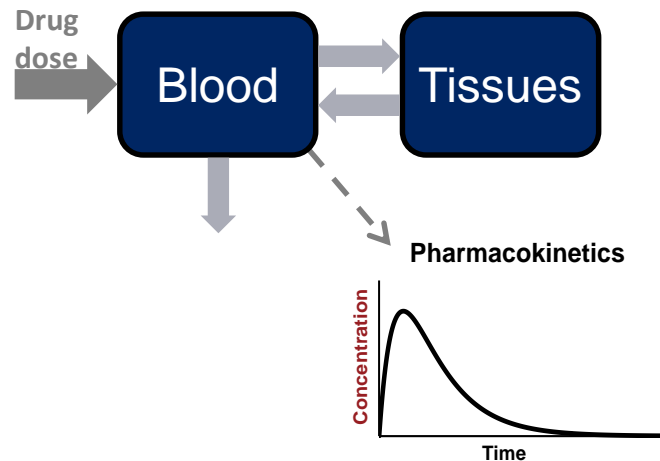 Drug
dose
Blood
Tissues
Pharmacokinetics
Concentration
Time